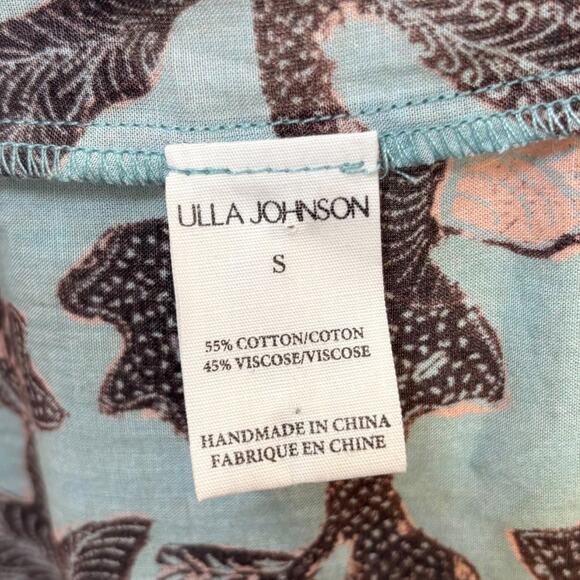 ULLA JOHNSON
S
55% COTTON/COTON
45% VISCOSE/VISCOSE
HANDMADE IN CHINA
FABRIQUE EN CHINE